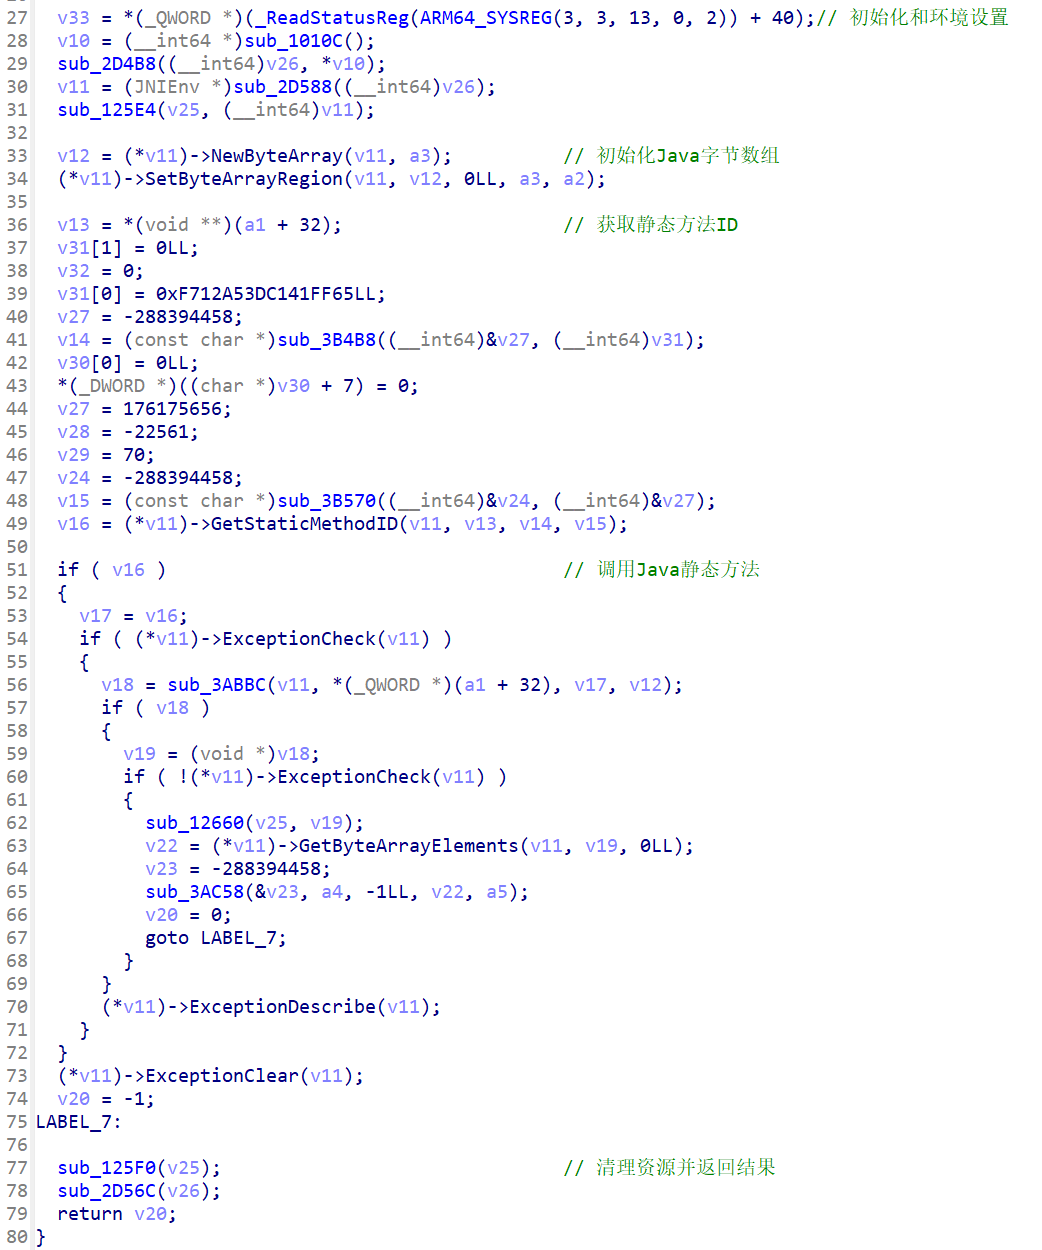 27 v33 = *(_QWORD *)(_ReadStatusReg(ARM64_SYSREG(3, 3, 13, 0, 2)) + 40);// 初始化和环境设置
28 v10 = (__int64 *)sub_1010C();
29 sub_2D4B8((__int64)v26, *v10);
30 v11 = (JNIEnv *)sub_2D588((__int64)v26);
31 sub_125E4(v25, (__int64)v11);
32
33 v12 = (*v11)->NewByteArray(v11, a3); // 初始化Java字节数组
34 (*v11)->SetByteArrayRegion(v11, v12, 0LL, a3, a2);
35
36 v13 = *(void **)(a1 + 32); // 获取静态方法ID
37 v31[1] = 0LL;
38 v32 = 0;
39 v31[0] = 0xF712A53DC141FF65LL;
40 v27 = -288394458;
41 v14 = (const char *)sub_3B4B8((__int64)&v27, (__int64)v31);
42 v30[0] = 0LL;
43 *(_DWORD *)((char *)v30 + 7) = 0;
44 v27 = 176175656;
45 v28 = -22561;
46 v29 = 70;
47 v24 = -288394458;
48 v15 = (const char *)sub_3B570((__int64)&v24, (__int64)&v27);
49 v16 = (*v11)->GetStaticMethodID(v11, v13, v14, v15);
50
51 if ( v16 ) // 调用Java静态方法
52 {
53 v17 = v16;
54 if ( (*v11)->ExceptionCheck(v11) )
55 {
56 v18 = sub_3ABBC(v11, *(_QWORD *)(a1 + 32), v17, v12);
57 if ( v18 )
58 {
59 v19 = (void *)v18;
60 if ( !(*v11)->ExceptionCheck(v11) )
61 {
62 sub_12660(v25, v19);
63 v22 = (*v11)->GetByteArrayElements(v11, v19, 0LL);
64 v23 = -288394458;
65 sub_3AC58(&v23, a4, -1LL, v22, a5);
66 v20 = 0;
67 goto LABEL_7;
68 }
69 }
70 (*v11)->ExceptionDescribe(v11);
71 }
72 }
73 (*v11)->ExceptionClear(v11);
74 v20 = -1;
75 LABEL_7:
76
77 sub_125F0(v25); // 清理资源并返回结果
78 sub_2D56C(v26);
79 return v20;
80 }